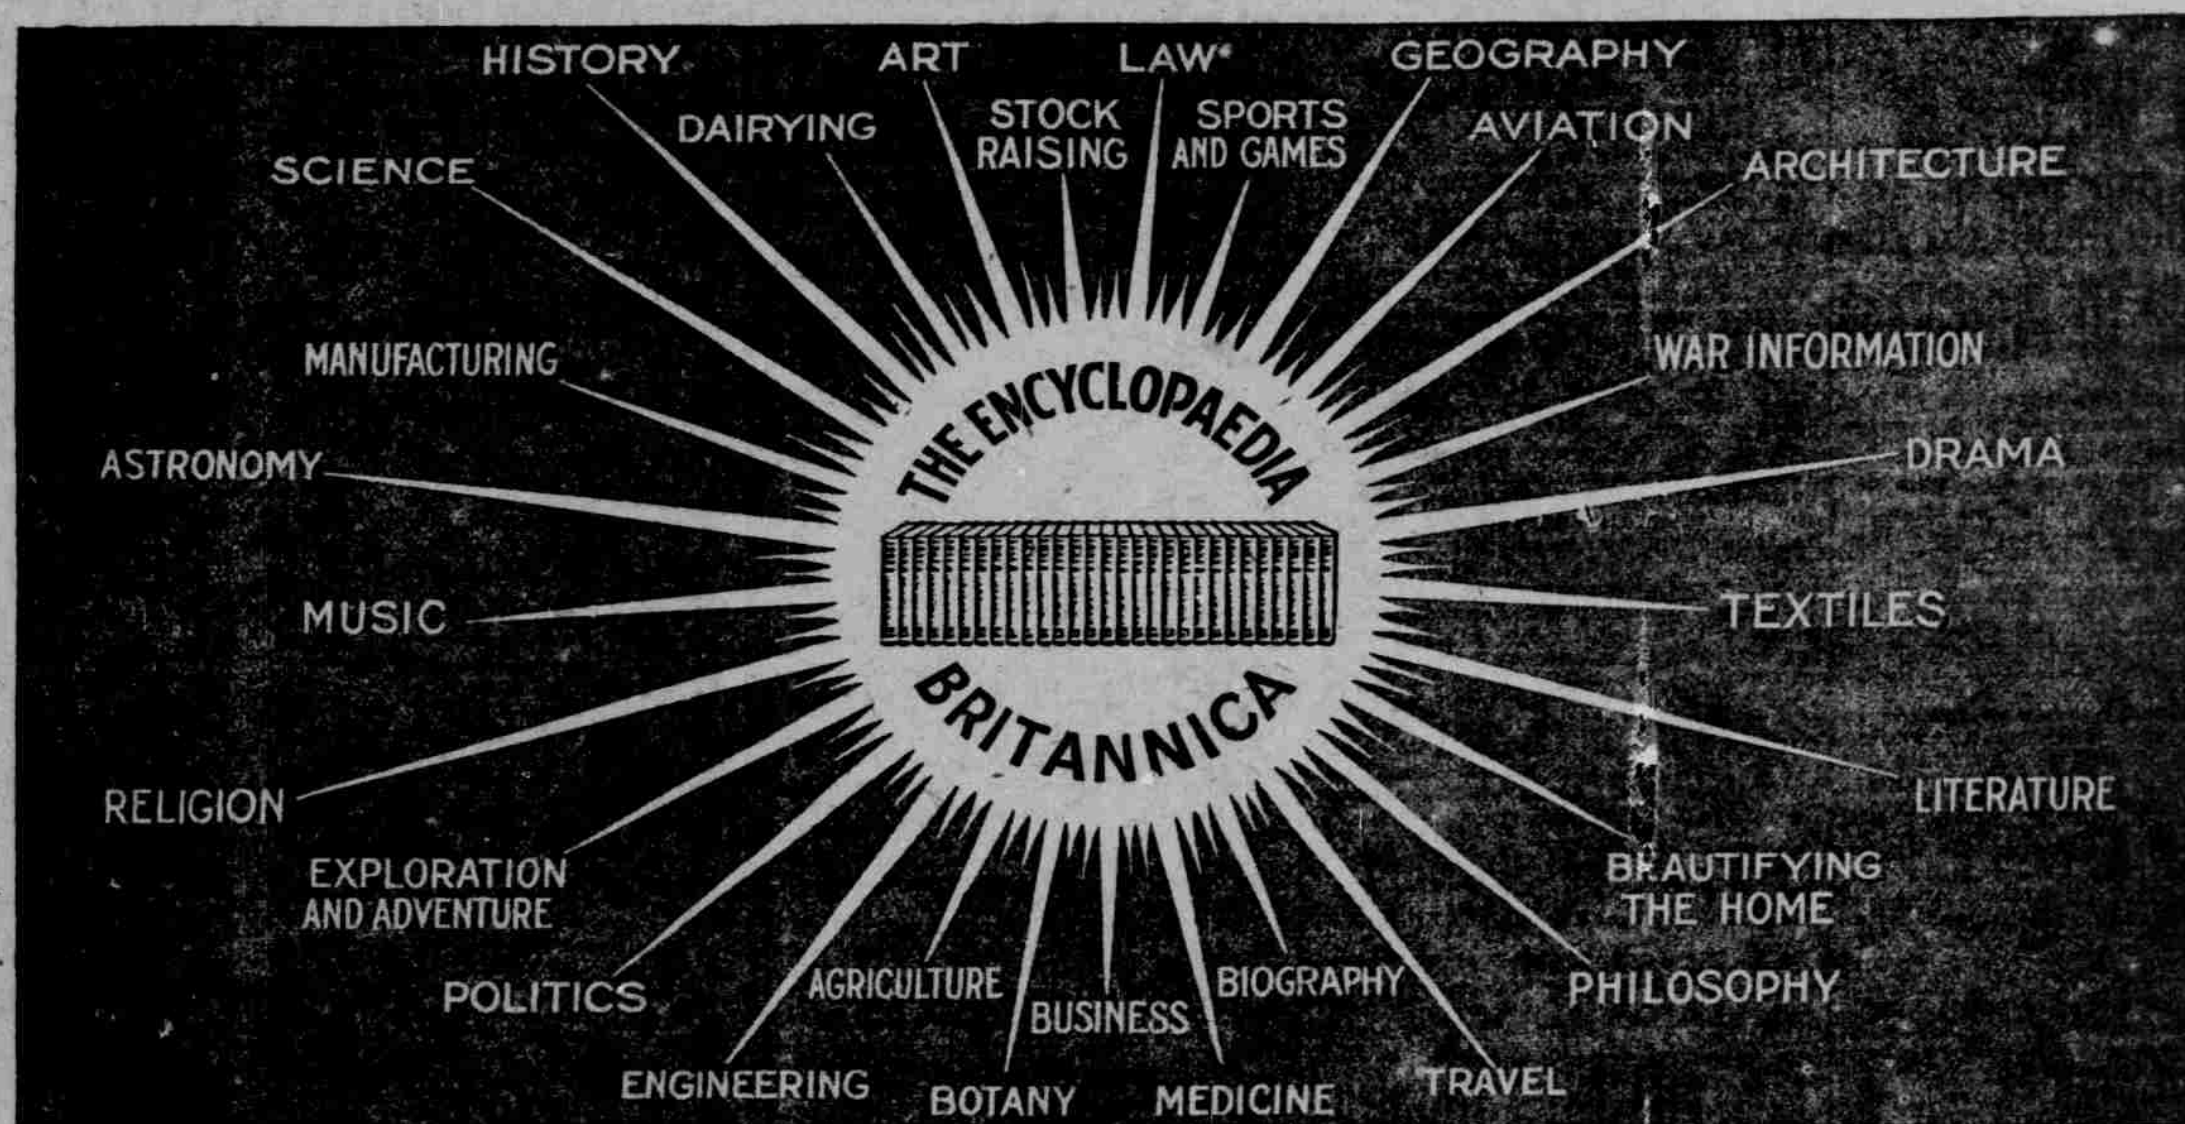 HISTORY
ART
LAW
GEOGRAPHY
DAIRYING
STOCK
RAISING
SPORTS
AND GAMES
AVIATION
SCIENCE
ARCHITECTURE
MANUFACTURING
WAR INFORMATION
ASTRONOMY
DRAMA
THE ENCYCLOPAEDIA
BRITANNICA
MUSIC
TEXTILES
RELIGION
LITERATURE
EXPLORATION
AND ADVENTURE
BEAUTIFYING
THE HOME
POLITICS
AGRICULTURE
BUSINESS
BIOGRAPHY
PHILOSOPHY
ENGINEERING
BOTANY
MEDICINE
TRAVEL